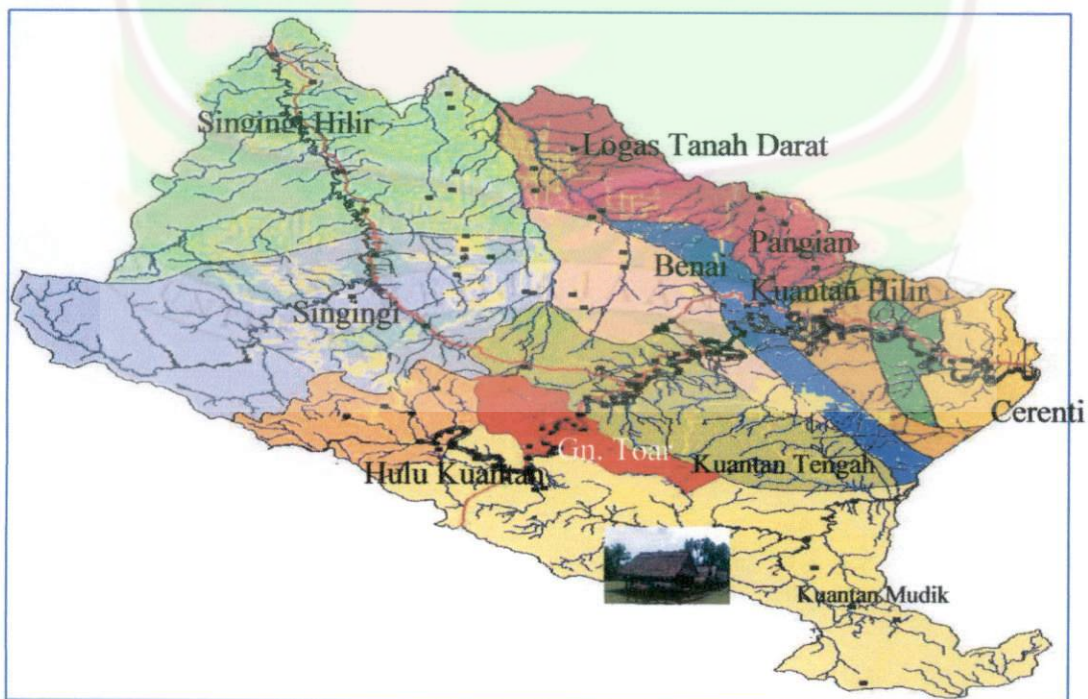 Singingi Hilir
Logas Tanah Darat
Pangian
Benai
Kuantan Hilir
Singingi
Cerenti
Gn. Toar
Kuantan Tengah
Hulu Kuantan
Kuantan Mudik